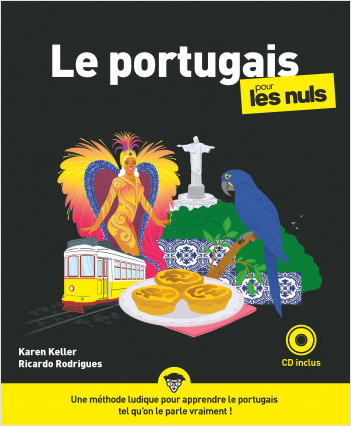 Le portugais
pour
les nuls
Karen Keller
Ricardo Rodrigues
CD inclus
Une méthode ludique pour apprendre le portugais
tel qu'on le parle vraiment !